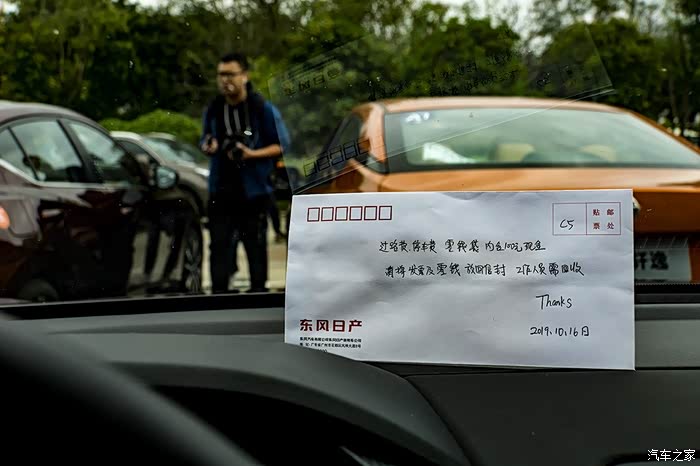 C5
贴 邮
票 处
过路费、停车费 零钱袋 内含100元现金
请将发票及零钱放回信封 工作人员需回收
Thanks
2019.10.16日
东风日产
轩逸
汽车之家